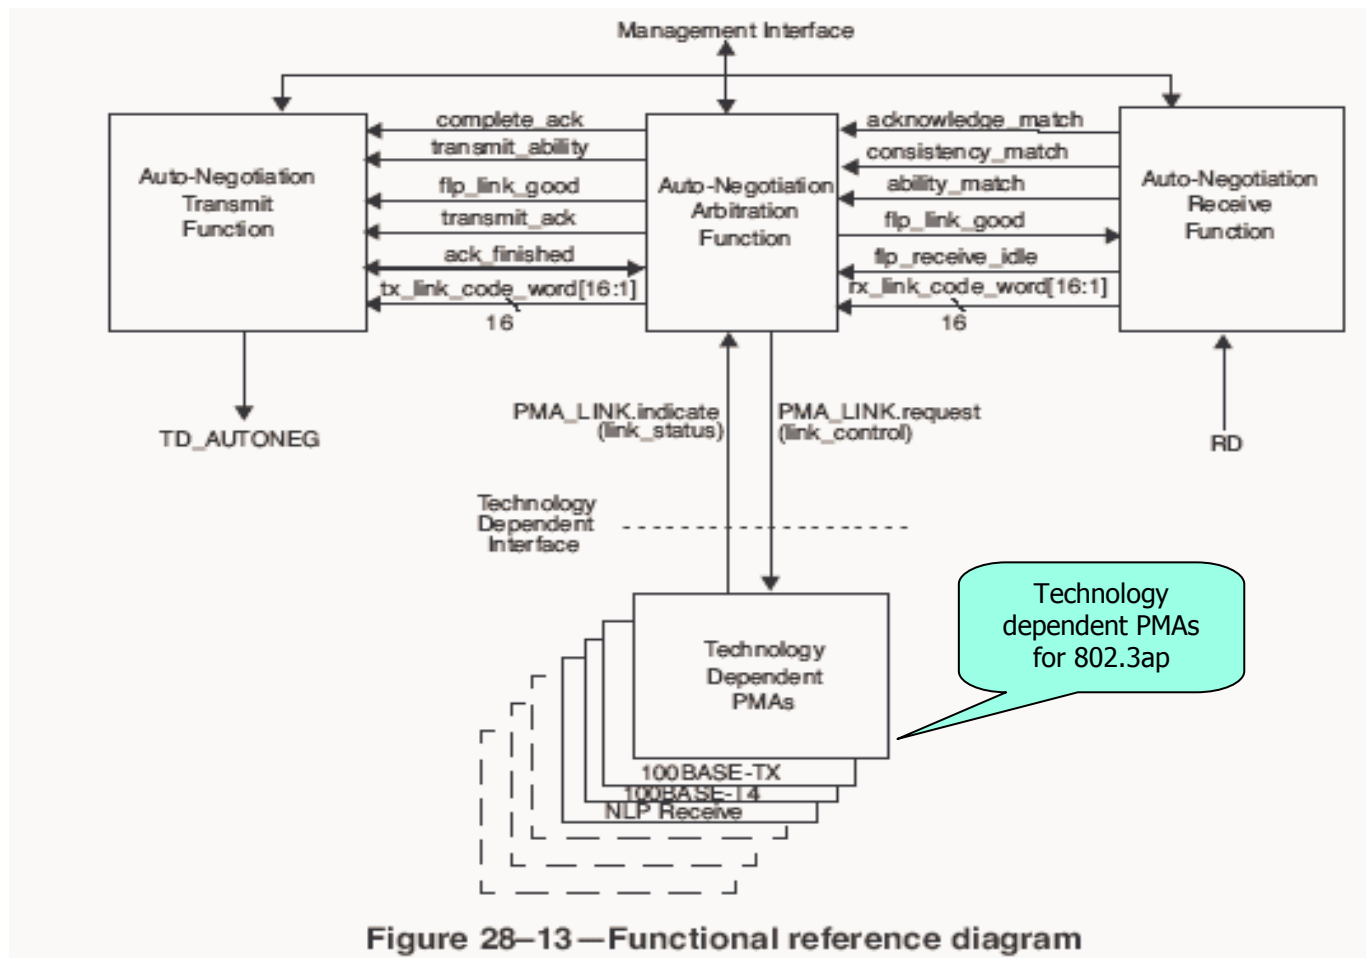 Management Interface
complete_ack
transmit_ability
flp_link_good
transmit_ack
ack_finished
tx_link_code_word[16:1]
16
Auto-Negotiation
Transmit
Function
Auto-Negotiation
Arbitration
Function
acknowledge_match
consistency_match
ability_match
flp_link_good
flp_receive_idle
rx_link_code_word[16:1]
16
Auto-Negotiation
Receive
Function
TD_AUTONEG
PMA_LINK.indicate
(link_status)
PMA_LINK.request
(link_control)
RD
Technology
Dependent
Interface
Technology
dependent PMAs
for 802.3ap
Technology
Dependent
PMAs
100BASE-TX
100BASE-T4
NLP Receive
Figure 28–13—Functional reference diagram